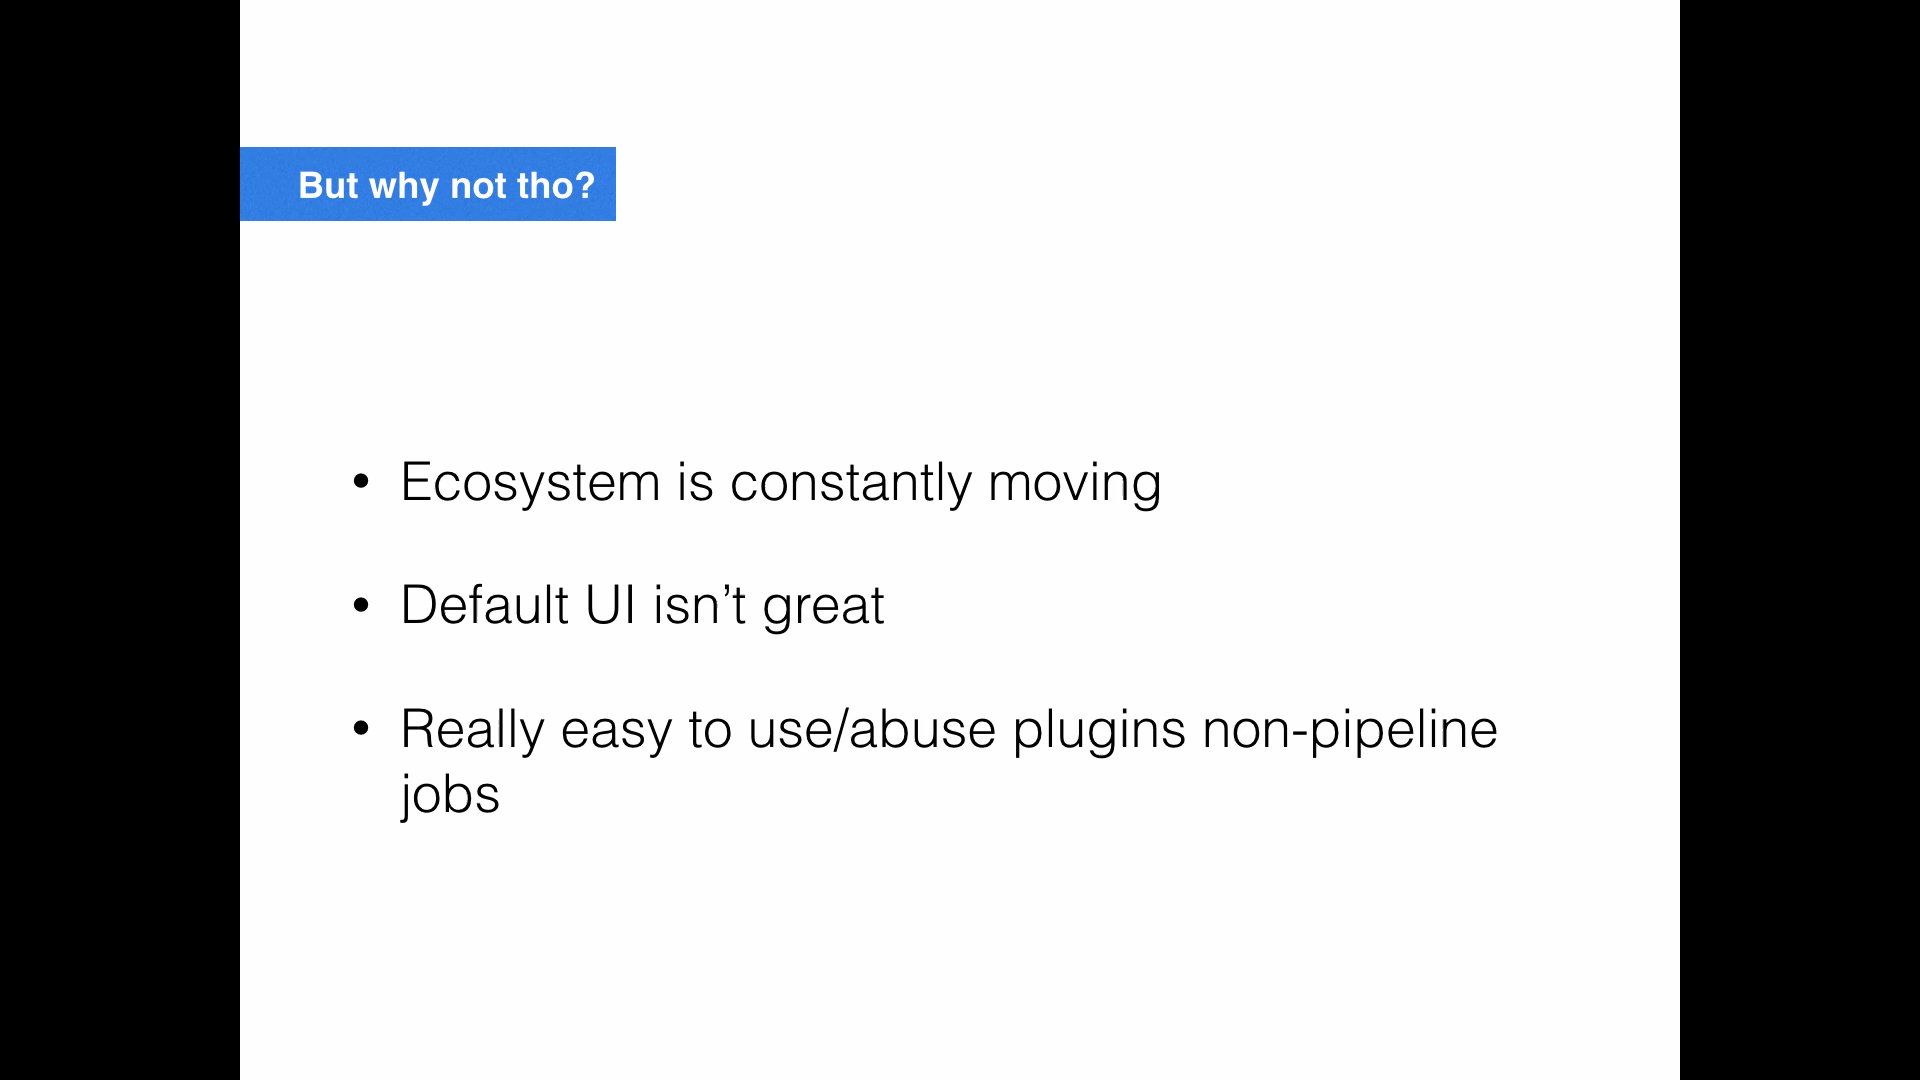 But why not tho?
• Ecosystem is constantly moving
• Default UI isn’t great
• Really easy to use/abuse plugins non-pipeline
jobs